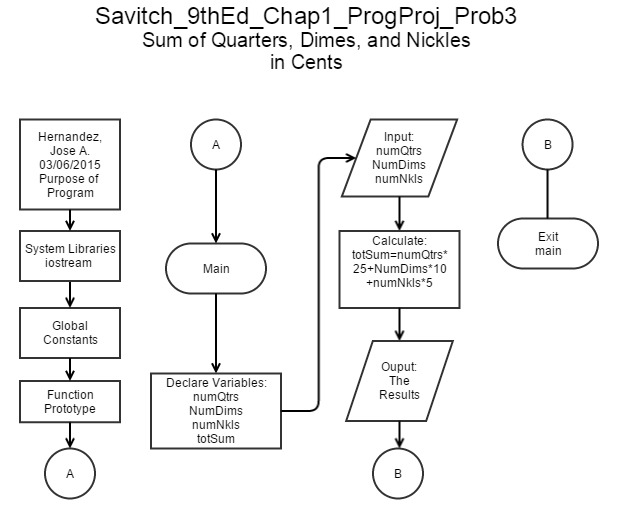 Savitch_9thEd_Chap1_ProgProj_Prob3
Sum of Quarters, Dimes, and Nickles
in Cents
Hernandez,
Jose A.
03/06/2015
Purpose of
Program
System Libraries
iostream
Global
Constants
Function
Prototype
A
A
Main
Declare Variables:
numQtrs
NumDims
numNkls
totSum
Input:
numQtrs
NumDims
numNkls
Calculate:
totSum=numQtrs*
25+NumDims*10
+numNkls*5
Ouput:
The
Results
B
B
Exit
main